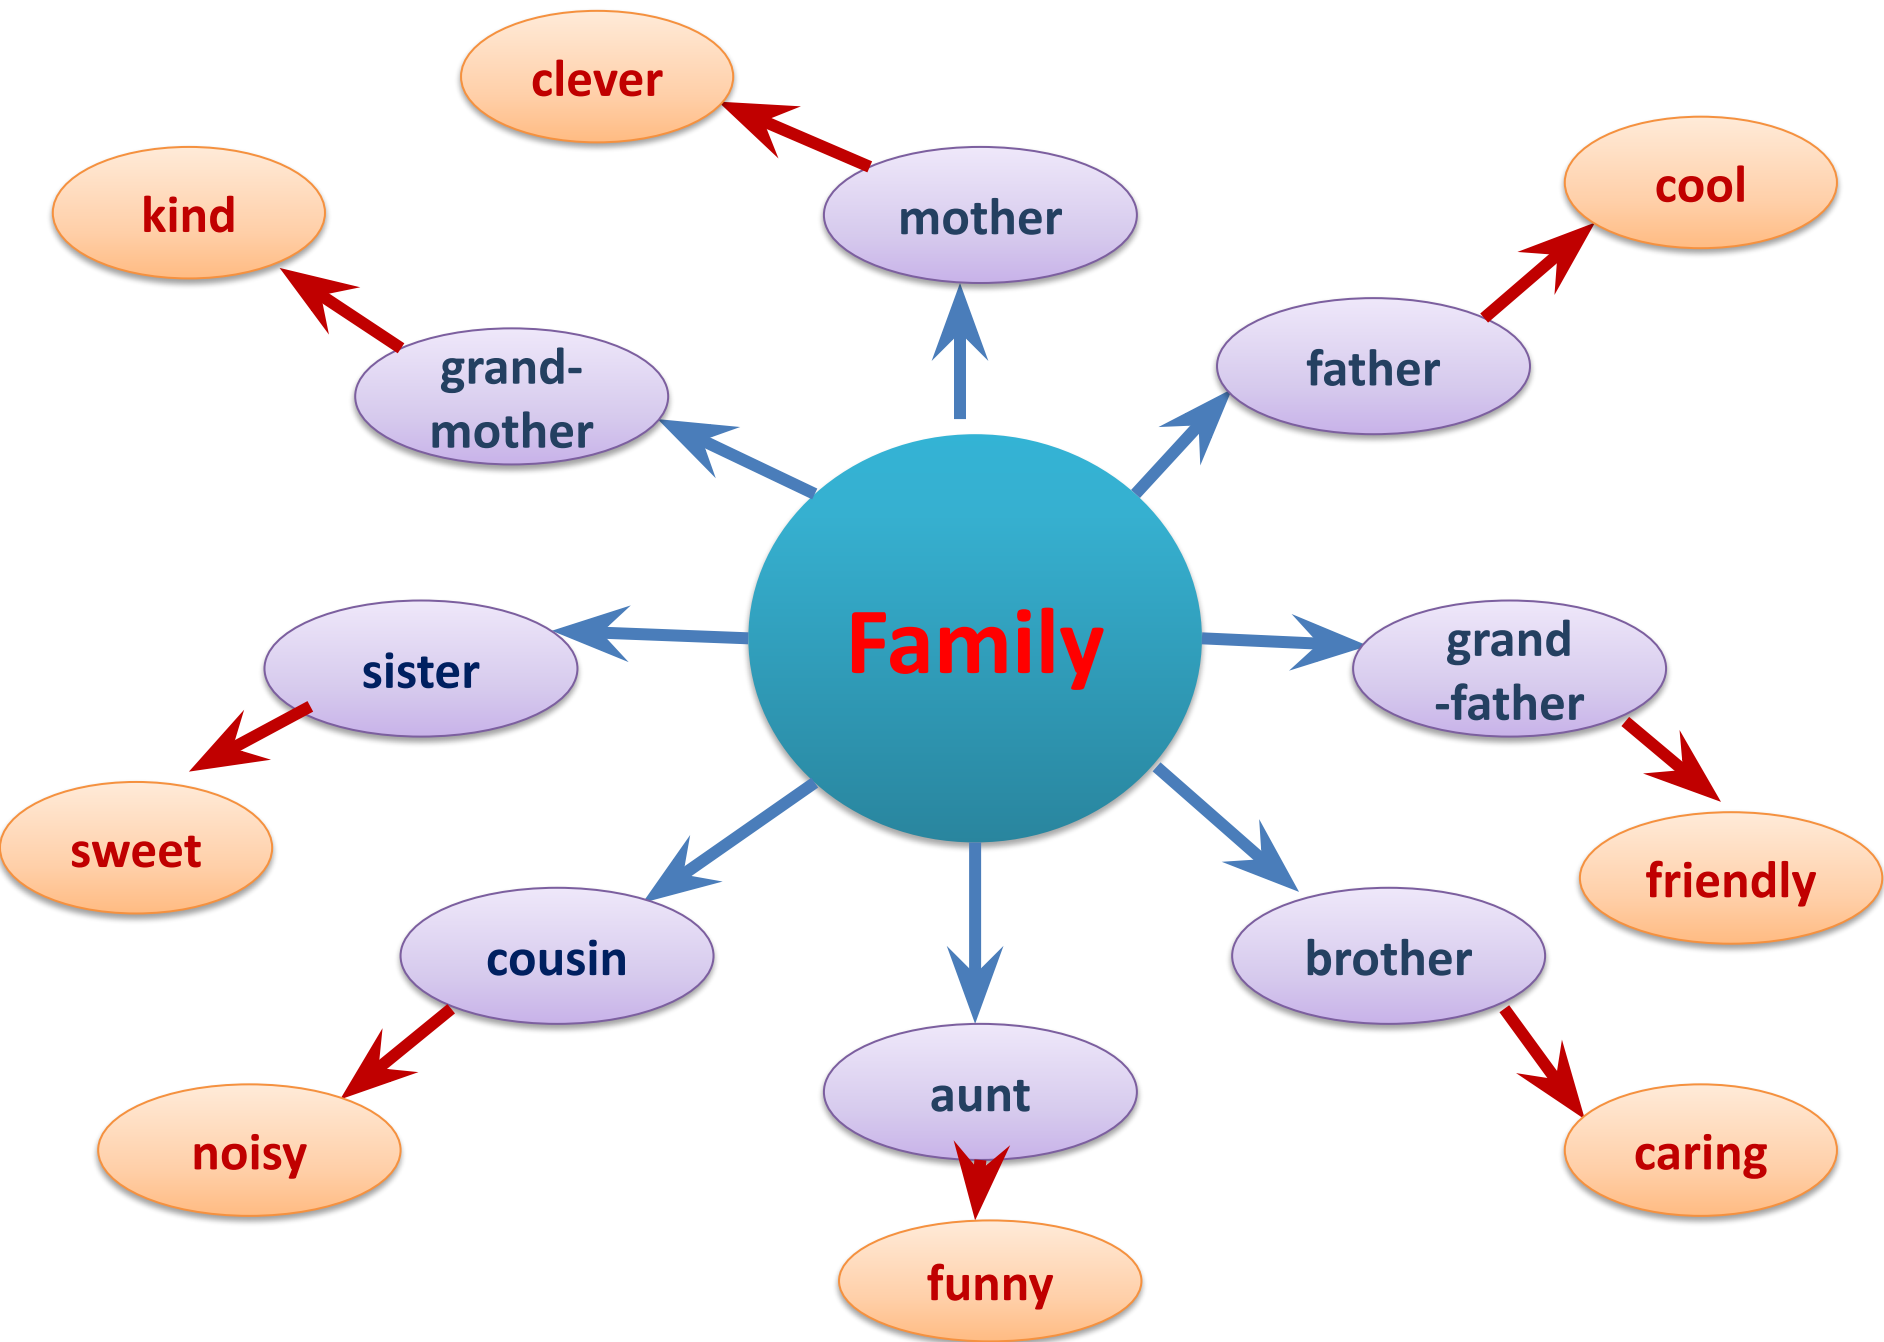 clever
kind
mother
cool
grand-
mother
father
Family
sister
grand
-father
sweet
friendly
cousin
brother
aunt
noisy
caring
funny